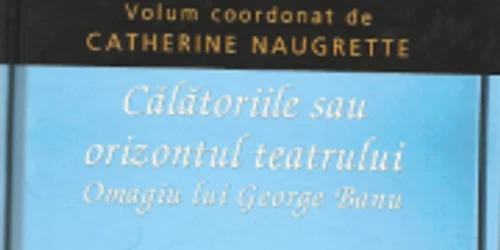 Volum coordonat de
CATHERINE NAUGRETTE
Călătoriile sau
orizontul teatrului
Omagiu lui George Banu